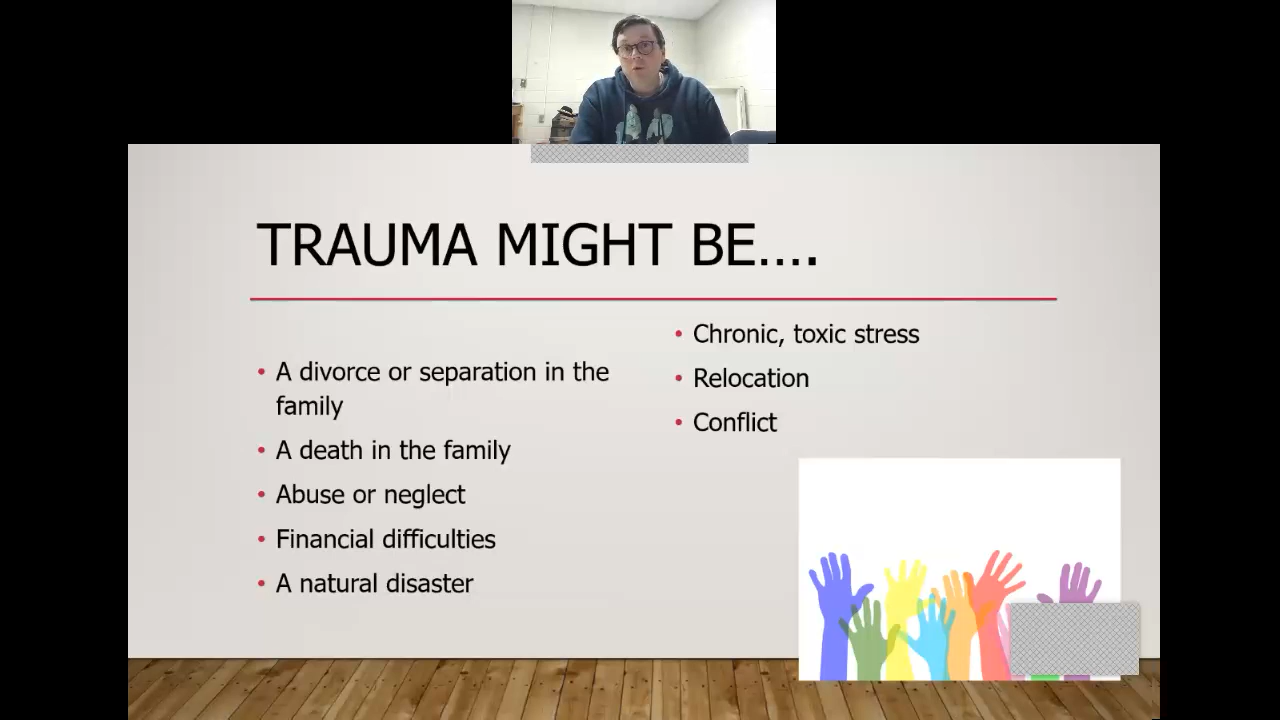 TRAUMA MIGHT BE....
• A divorce or separation in the
family
• A death in the family
• Abuse or neglect
• Financial difficulties
• A natural disaster
• Chronic, toxic stress
• Relocation
• Conflict